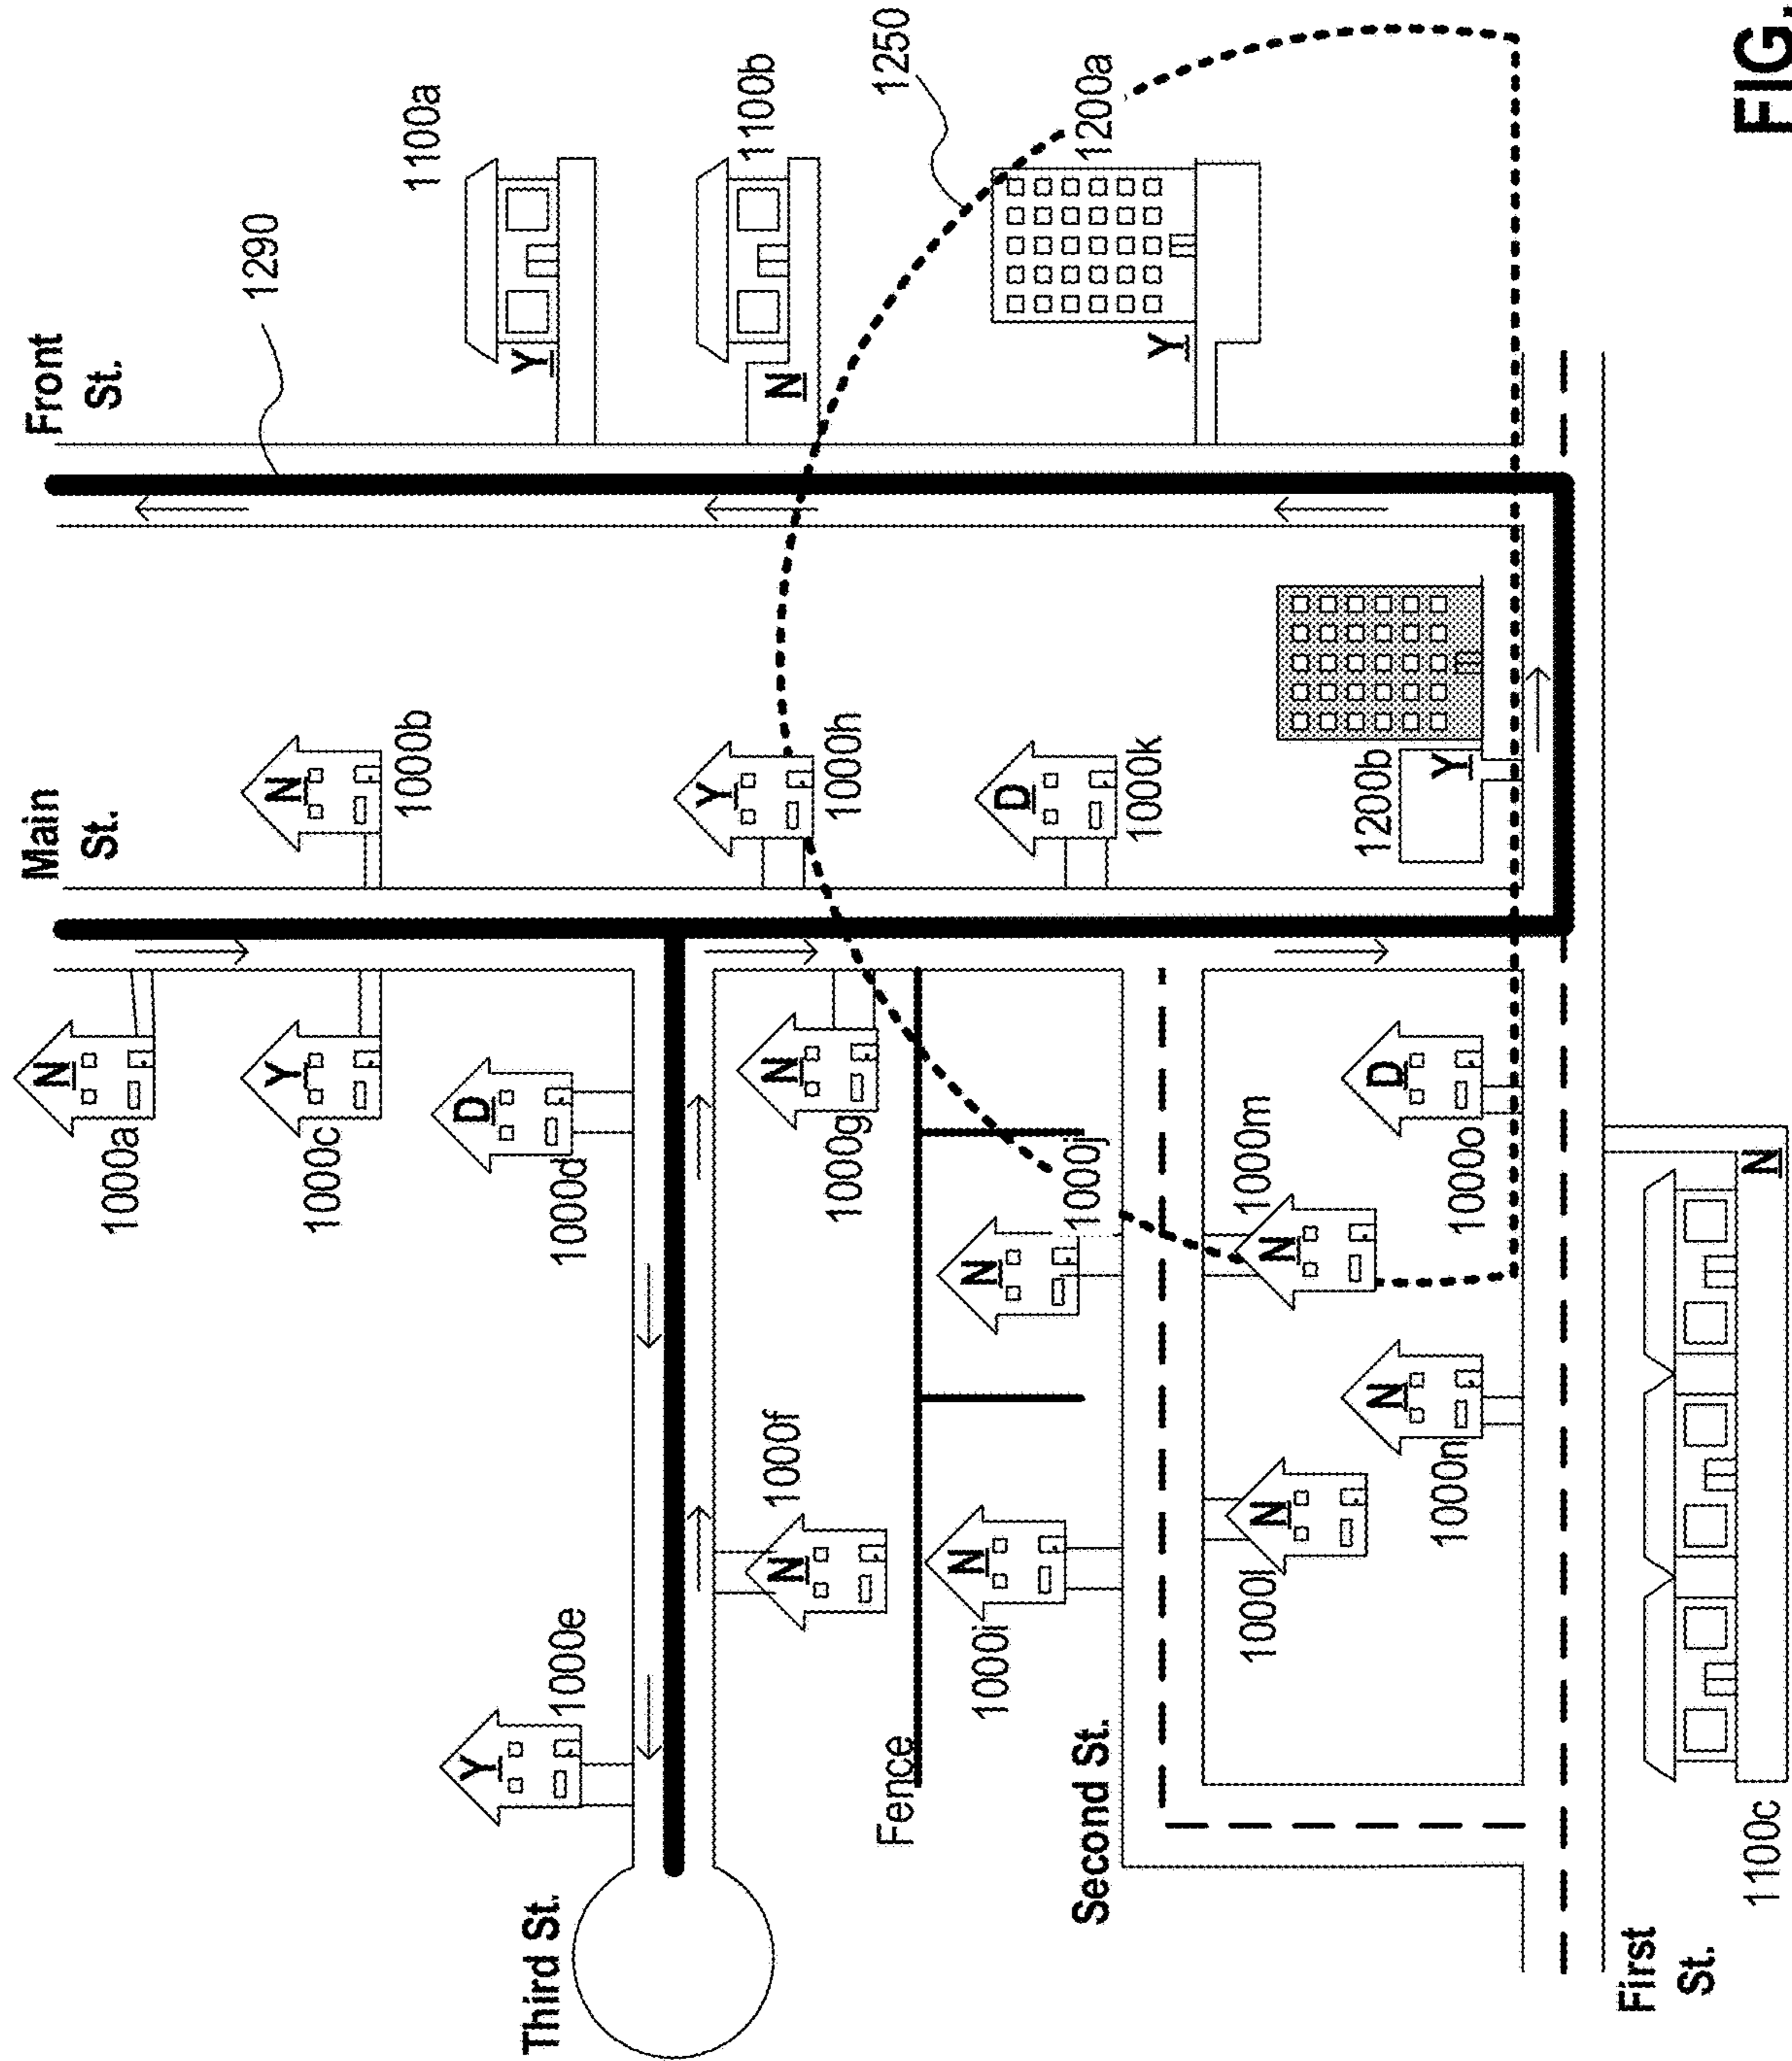 Main
St.
Front
St.
N
1000a
1290
N
1000b
Y
1000c
1100a
Y
D
1000d
Y
1000e
Third St.
1100b
N
Y
1000h
N
1000g
N
1000f
1250
Fence
N
1000i
N
1000j
D
1000k
1200a
Y
Second St.
N
1000m
N
1000l
1200b
Y
D
1000o
N
1000n
First
St.
N
1100c
FIG.